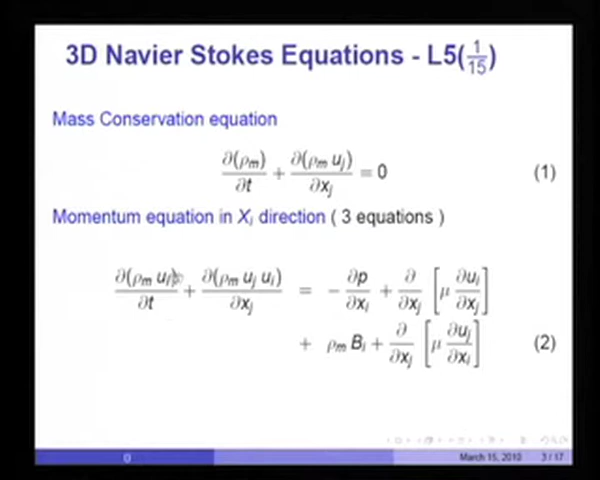 3D Navier Stokes Equations - L5(1/15)
Mass Conservation equation
∂(ρm)/∂t + ∂(ρm uj)/∂xj = 0 (1)
Momentum equation in Xi direction ( 3 equations )
∂(ρm ui)/∂t + ∂(ρm uj ui)/∂xj = − ∂p/∂xi + ∂/∂xj [μ ∂ui/∂xj]
+ ρm Bi + ∂/∂xj [μ ∂uj/∂xi] (2)
() March 15, 2010 3 / 17